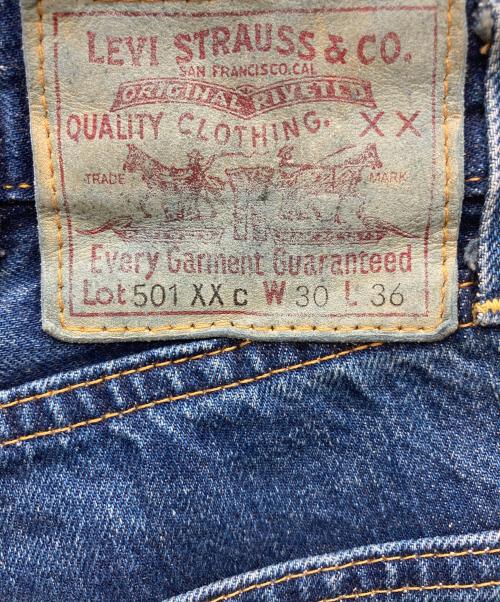 LEVI STRAUSS & CO.
SAN FRANCISCO.CAL
ORIGINAL RIVETED
QUALITY CLOTHING. XX
TRADE MARK
Every Garment Guaranteed
Lot 501 XX c W 30 L 36